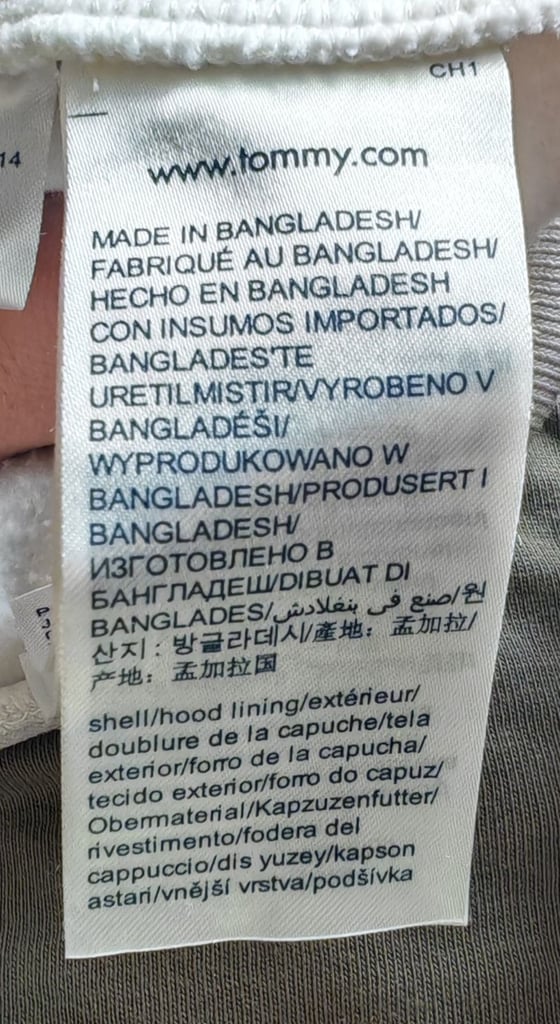 CH1
14
www.tommy.com
MADE IN BANGLADESH/
FABRIQUÉ AU BANGLADESH/
HECHO EN BANGLADESH
CON INSUMOS IMPORTADOS/
BANGLADEŞ'TE
URETILMISTIR/VYROBENO V
BANGLADÉŠI/
WYPRODUKOWANO W
BANGLADESH/PRODUSERT I
BANGLADESH/
ИЗГОТОВЛЕНО В
БАНГЛАДЕШ/DIBUAT DI
BANGLADES/صنع في بنغلادش/원
산지 : 방글라데시/產地：孟加拉/
产地：孟加拉国
shell/hood lining/extérieur/
doublure de la capuche/tela
exterior/forro de la capucha/
tecido exterior/forro do capuz/
Obermaterial/Kapzuzenfutter/
rivestimento/fodera del
cappuccio/dis yuzey/kapson
astari/vnější vrstva/podšívka